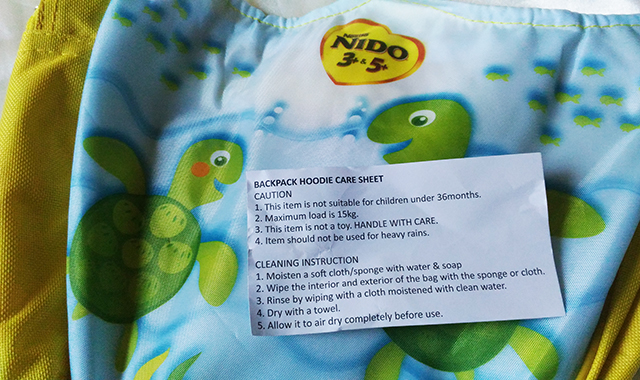 Nestlé
NIDO
3+ & 5+
BACKPACK HOODIE CARE SHEET
CAUTION
1. This item is not suitable for children under 36months.
2. Maximum load is 15kg.
3. This item is not a toy. HANDLE WITH CARE.
4. Item should not be used for heavy rains.
CLEANING INSTRUCTION
1. Moisten a soft cloth/sponge with water & soap
2. Wipe the interior and exterior of the bag with the sponge or cloth.
3. Rinse by wiping with a cloth moistened with clean water.
4. Dry with a towel.
5. Allow it to air dry completely before use.